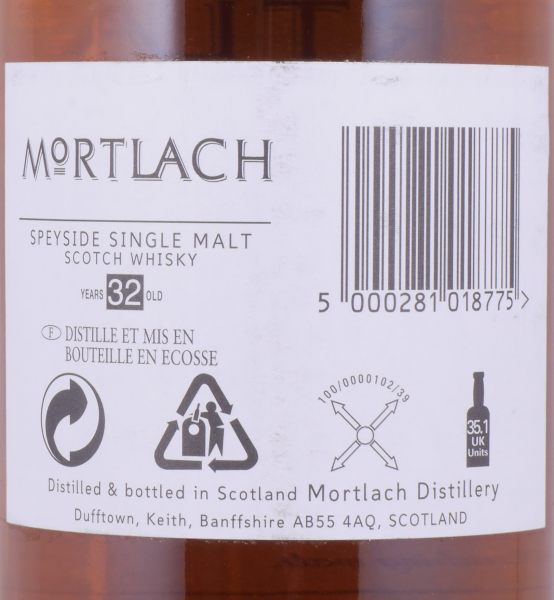 MORTLACH
SPEYSIDE SINGLE MALT
SCOTCH WHISKY
YEARS 32 OLD
F DISTILLE ET MIS EN
BOUTEILLE EN ECOSSE
5 000281 018775 >
100/0000102/39
35.1
UK
Units
Distilled & bottled in Scotland Mortlach Distillery
Dufftown, Keith, Banffshire AB55 4AQ, SCOTLAND